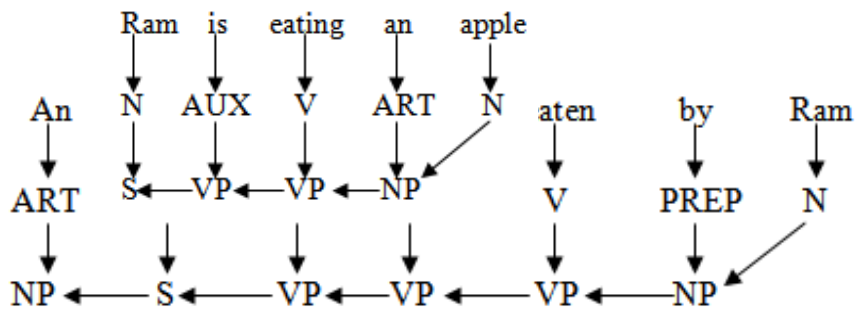 Ram is eating an apple
N AUX V ART N
An aten by Ram
S VP VP NP
ART V PREP N
NP S VP VP VP NP